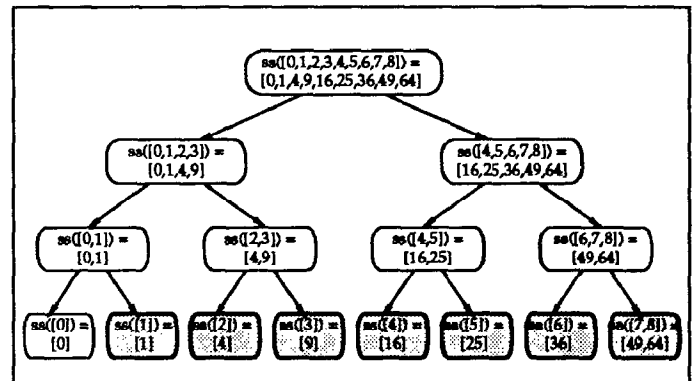 ss([0,1,2,3,4,5,6,7,8]) =
[0,1,4,9,16,25,36,49,64]
ss([0,1,2,3]) =
[0,1,4,9]
ss([4,5,6,7,8]) =
[16,25,36,49,64]
ss([0,1]) =
[0,1]
ss([2,3]) =
[4,9]
ss([4,5]) =
[16,25]
ss([6,7,8]) =
[49,64]
ss([0]) =
[0]
ss([1]) =
[1]
ss([2]) =
[4]
ss([3]) =
[9]
ss([4]) =
[16]
ss([5]) =
[25]
ss([6]) =
[36]
ss([7,8]) =
[49,64]